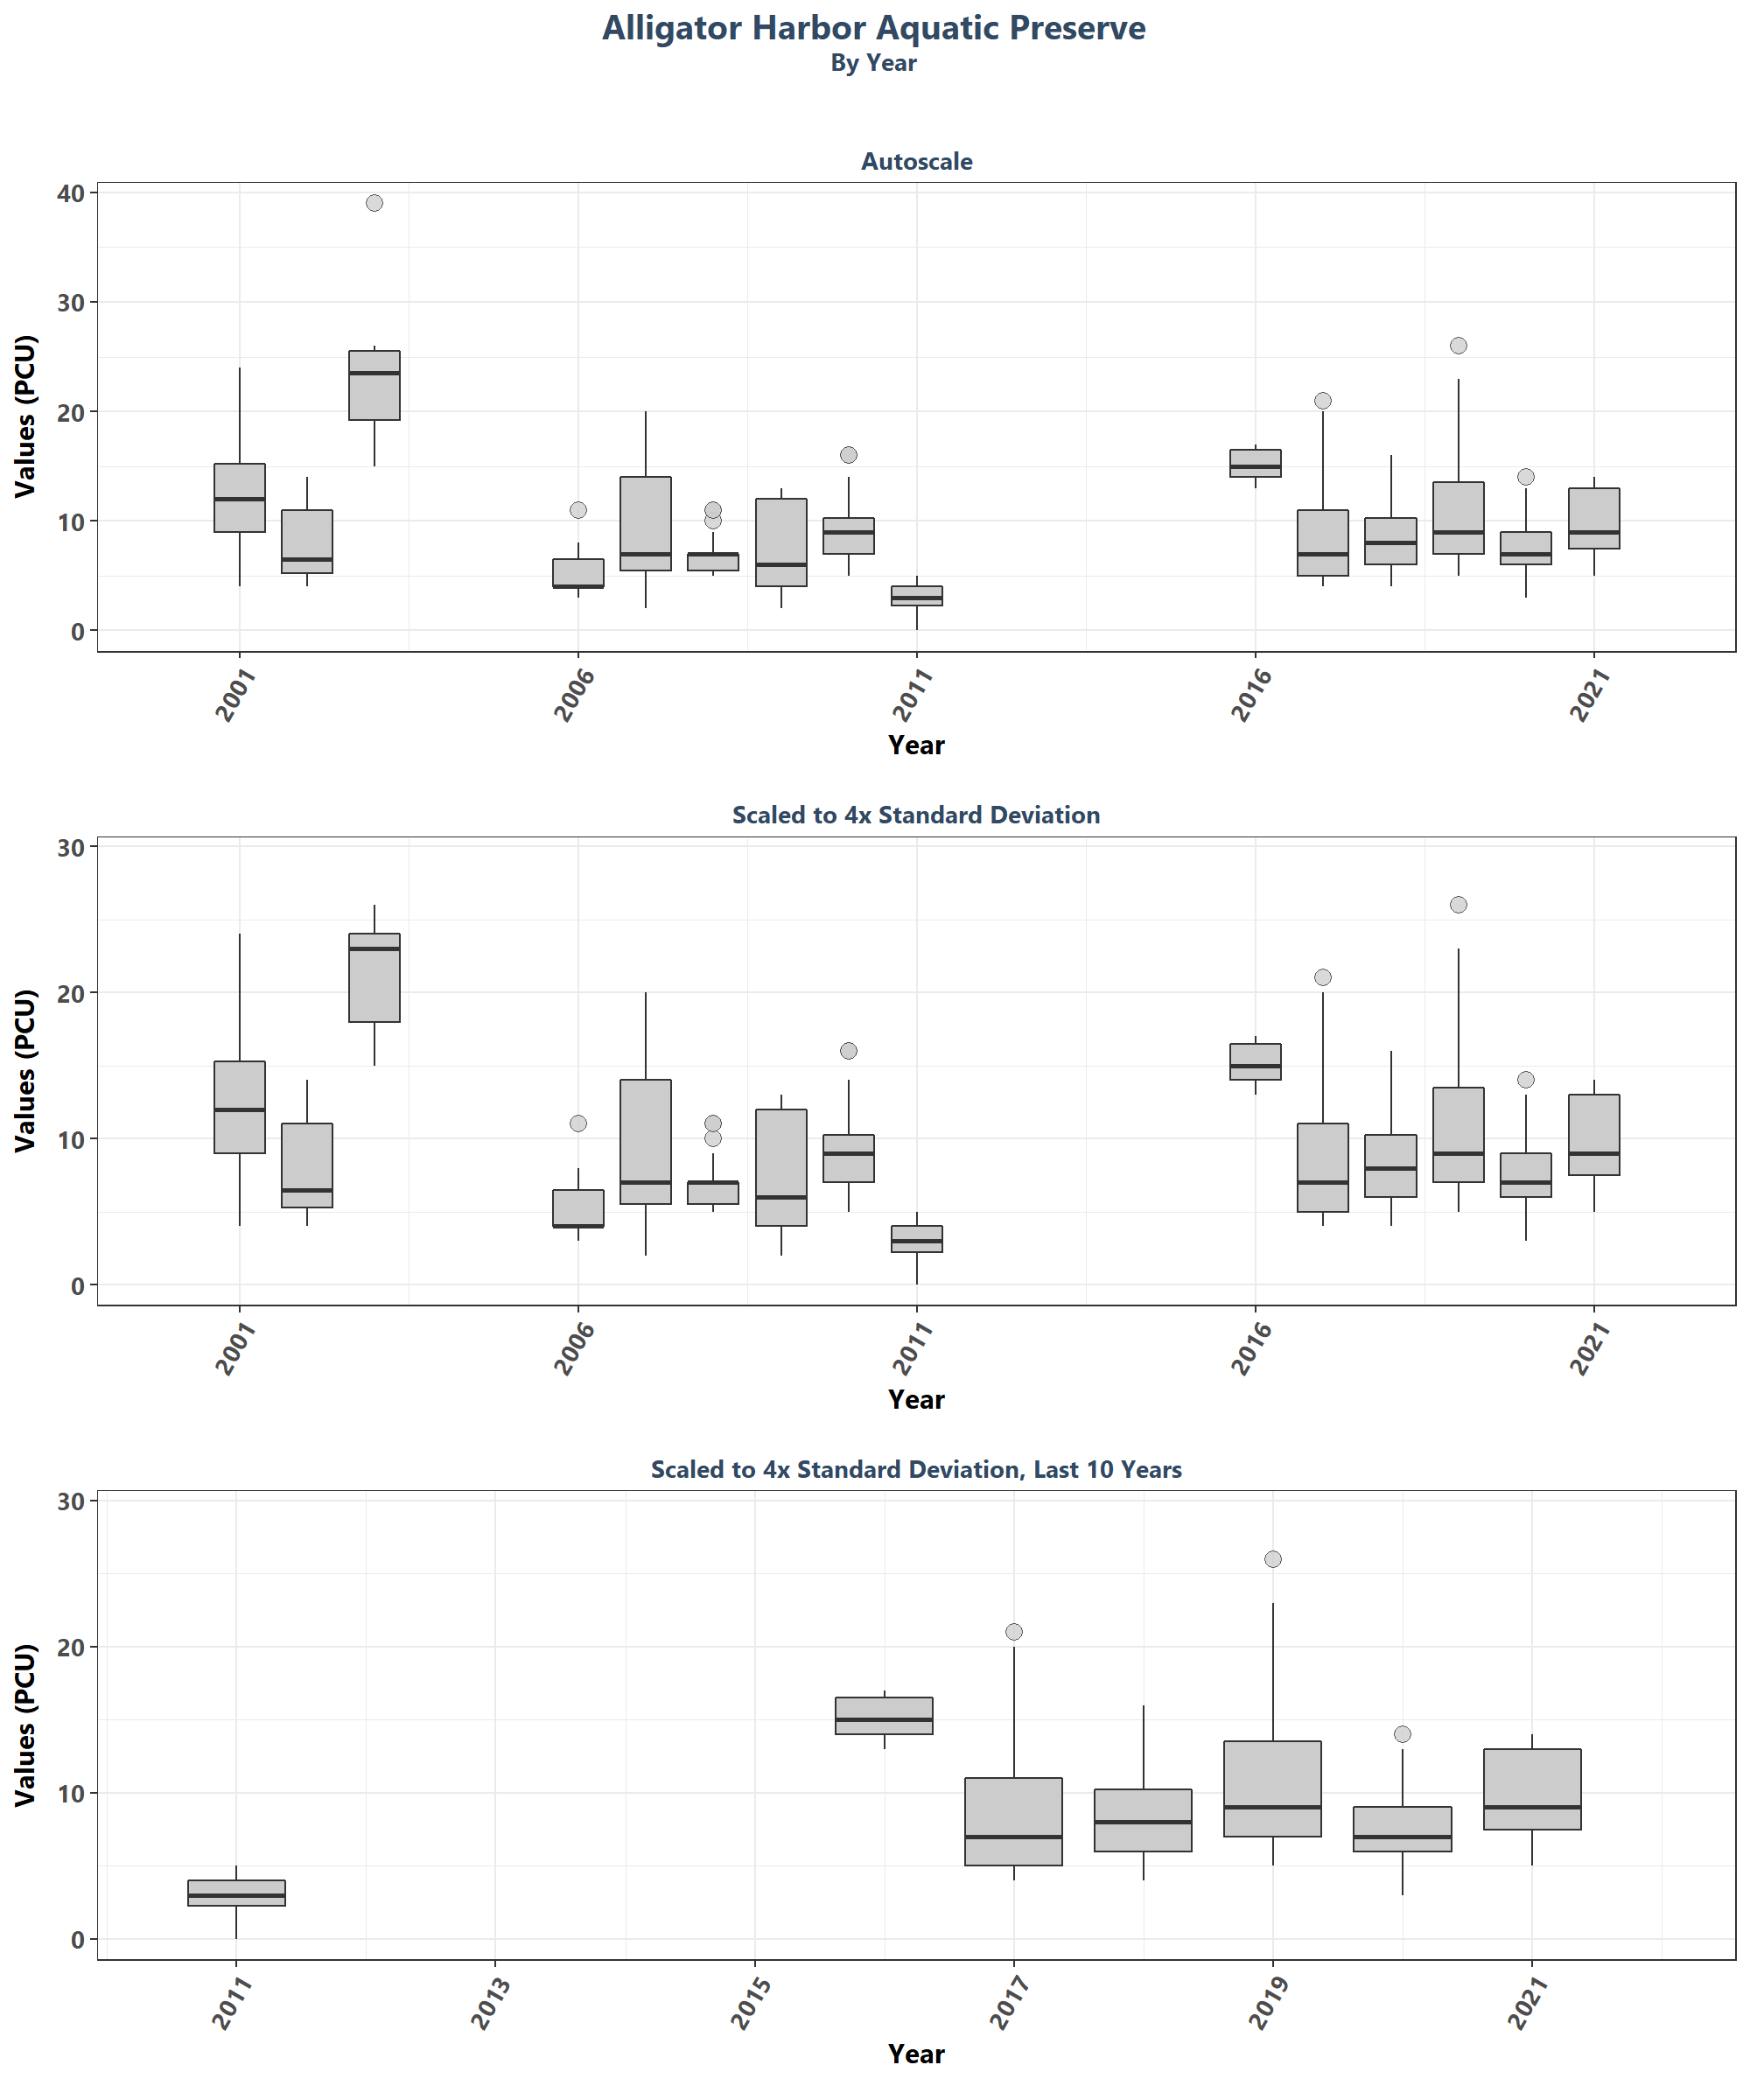 Alligator Harbor Aquatic Preserve
By Year
Autoscale
Values (PCU)
40
30
20
10
0
2001
2006
2011
2016
2021
Year
Scaled to 4x Standard Deviation
Values (PCU)
30
20
10
0
2001
2006
2011
2016
2021
Year
Scaled to 4x Standard Deviation, Last 10 Years
Values (PCU)
30
20
10
0
2011
2013
2015
2017
2019
2021
Year